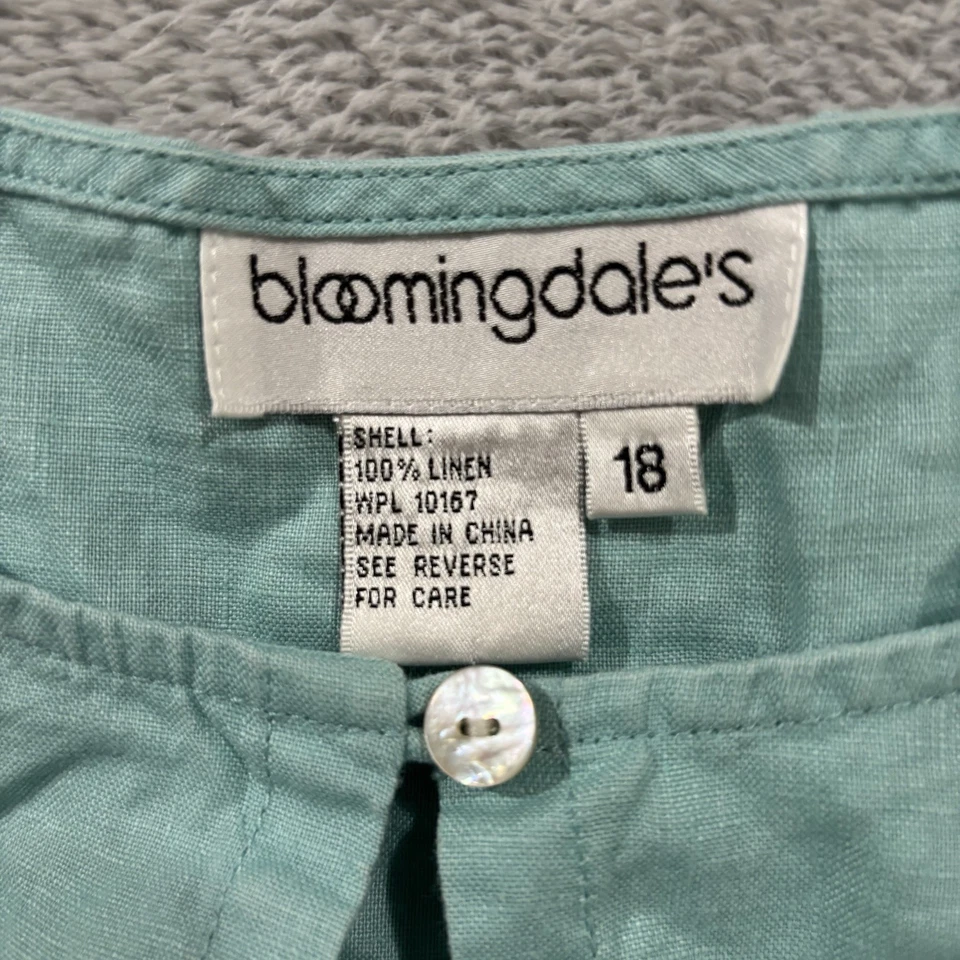 bloomingdale's
SHELL:
100% LINEN
WPL 10167
MADE IN CHINA
SEE REVERSE
FOR CARE
18